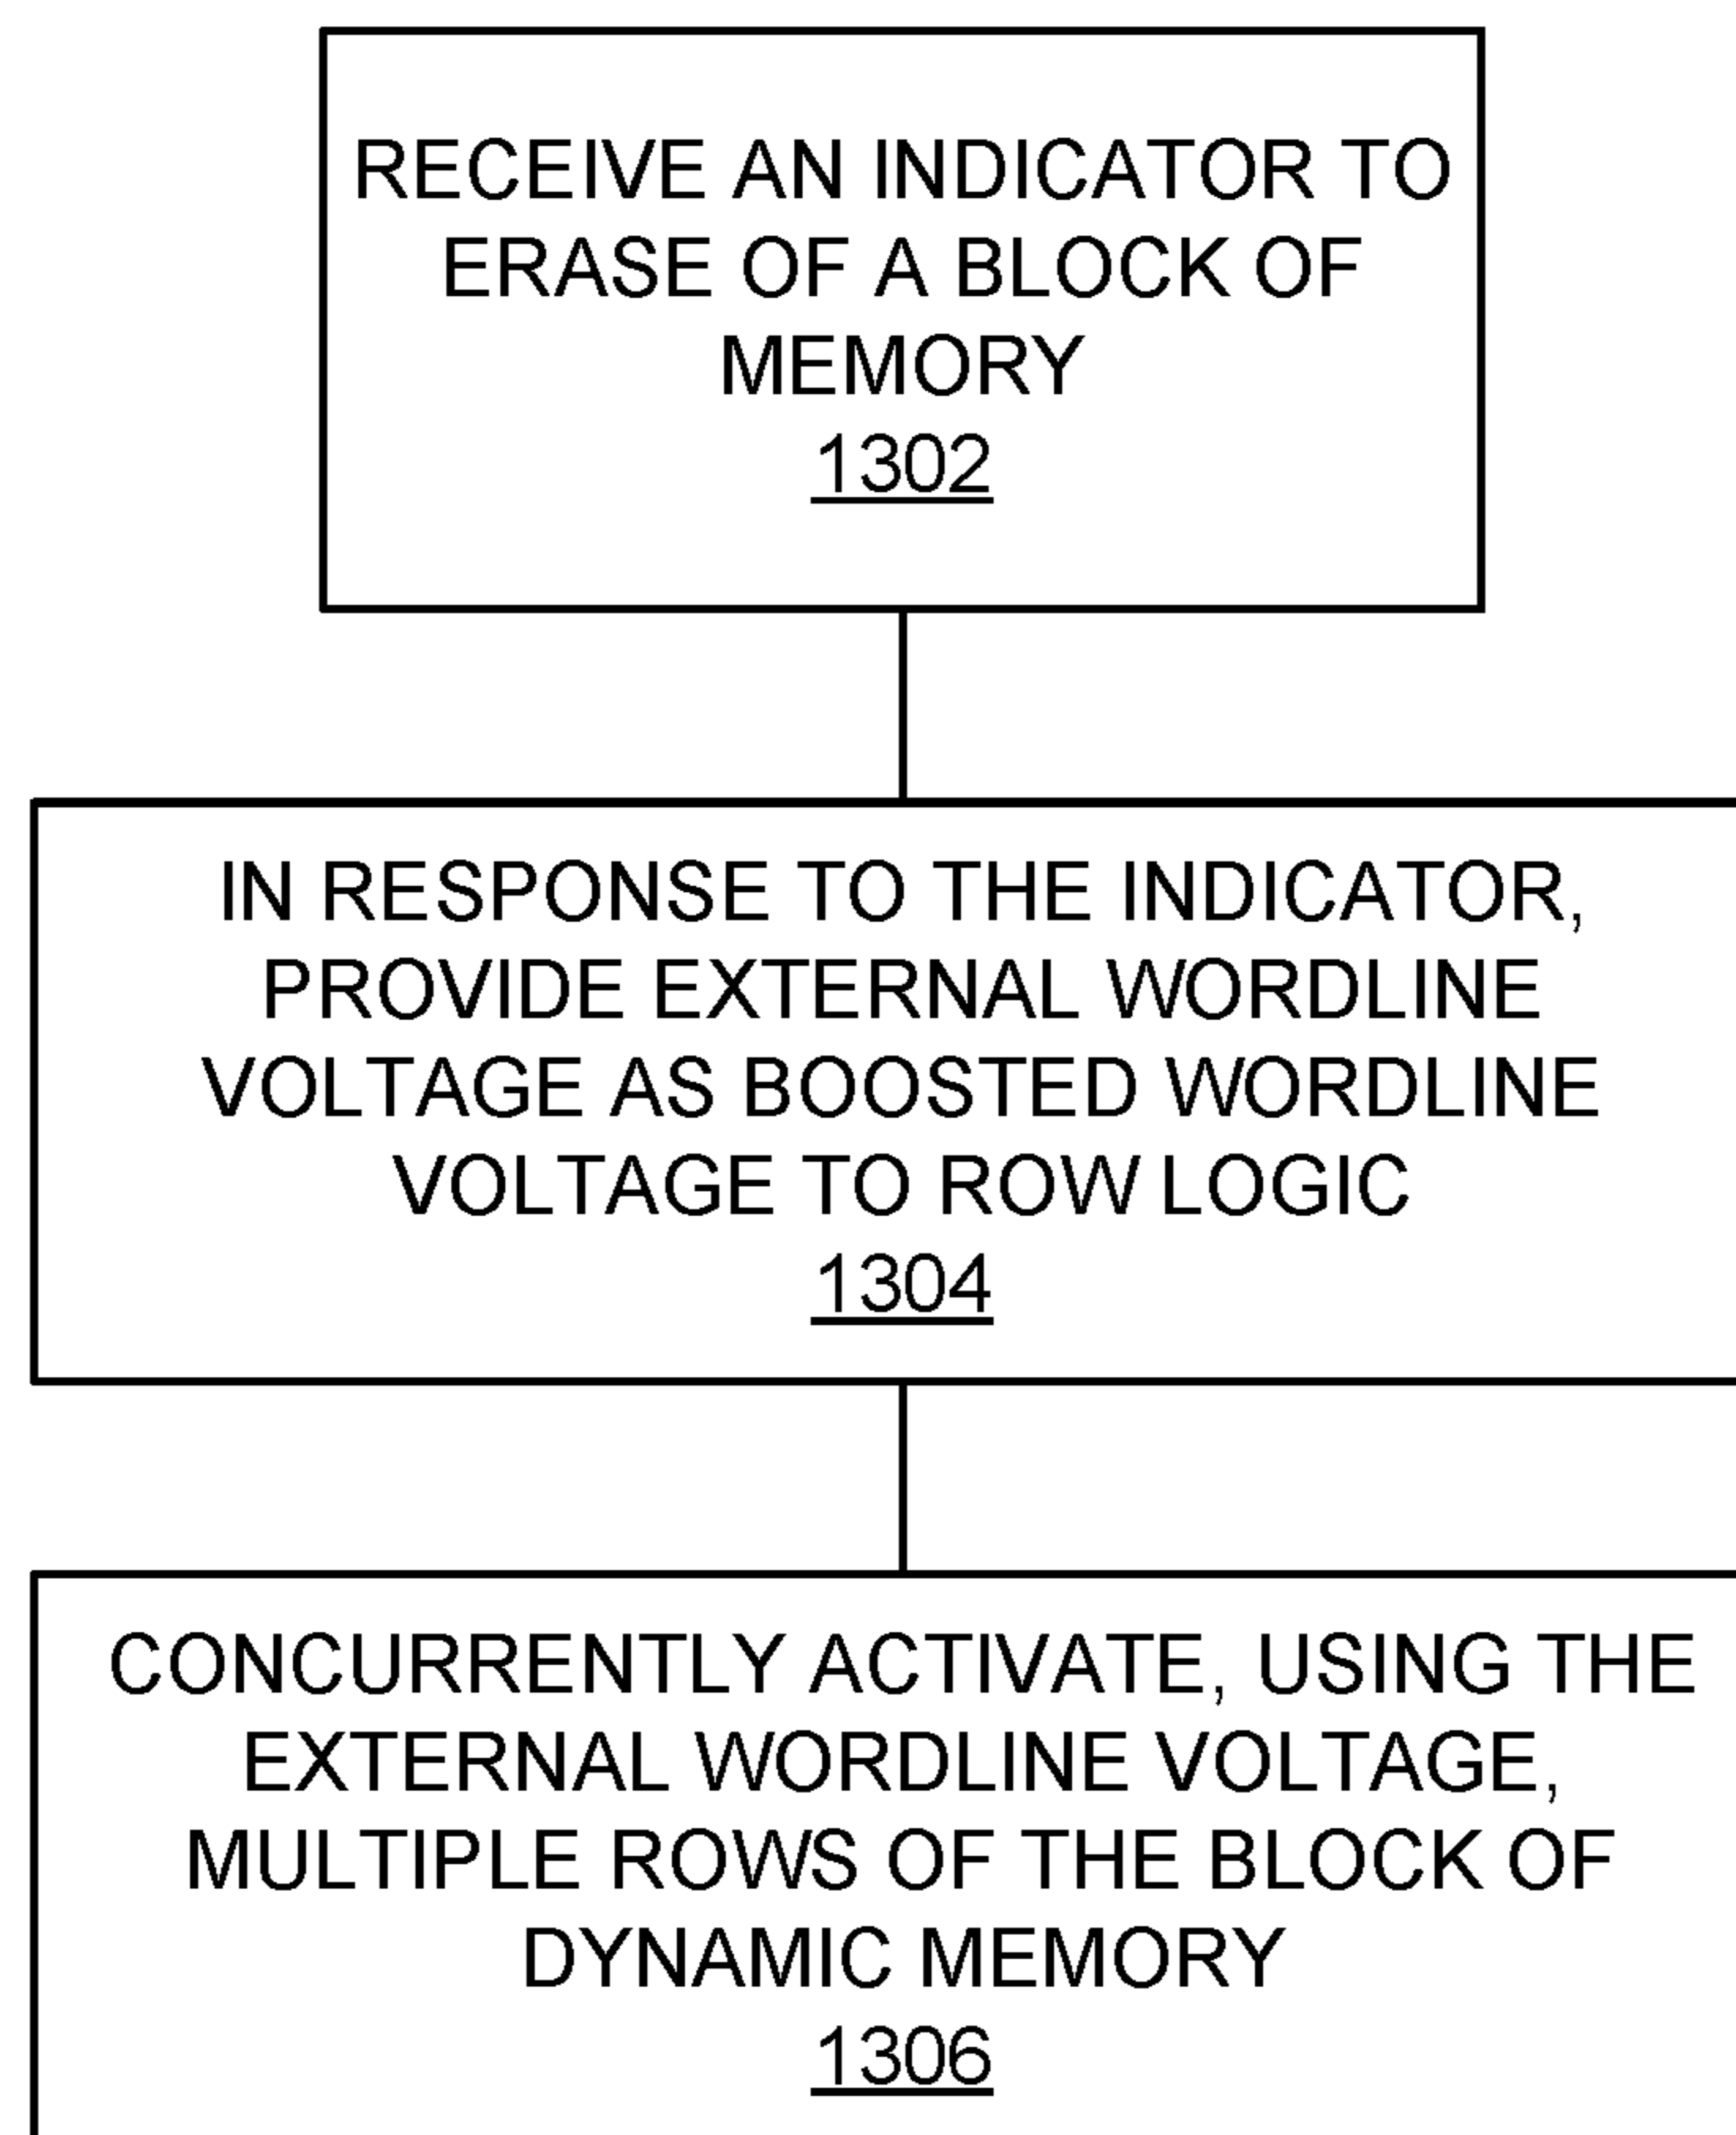 RECEIVE AN INDICATOR TO
ERASE OF A BLOCK OF
MEMORY
1302
IN RESPONSE TO THE INDICATOR,
PROVIDE EXTERNAL WORDLINE
VOLTAGE AS BOOSTED WORDLINE
VOLTAGE TO ROW LOGIC
1304
CONCURRENTLY ACTIVATE, USING THE
EXTERNAL WORDLINE VOLTAGE,
MULTIPLE ROWS OF THE BLOCK OF
DYNAMIC MEMORY
1306